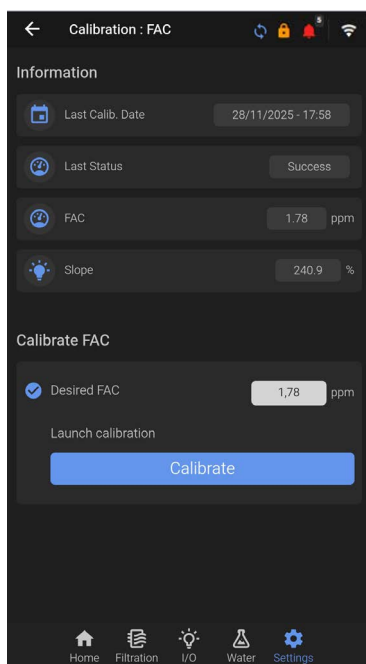 Calibration : FAC
5
Information
Last Calib. Date 28/11/2025 - 17:58
Last Status Success
FAC 1.78 ppm
Slope 240.9 %
Calibrate FAC
Desired FAC 1,78 ppm
Launch calibration
Calibrate
Home Filtration I/O Water Settings